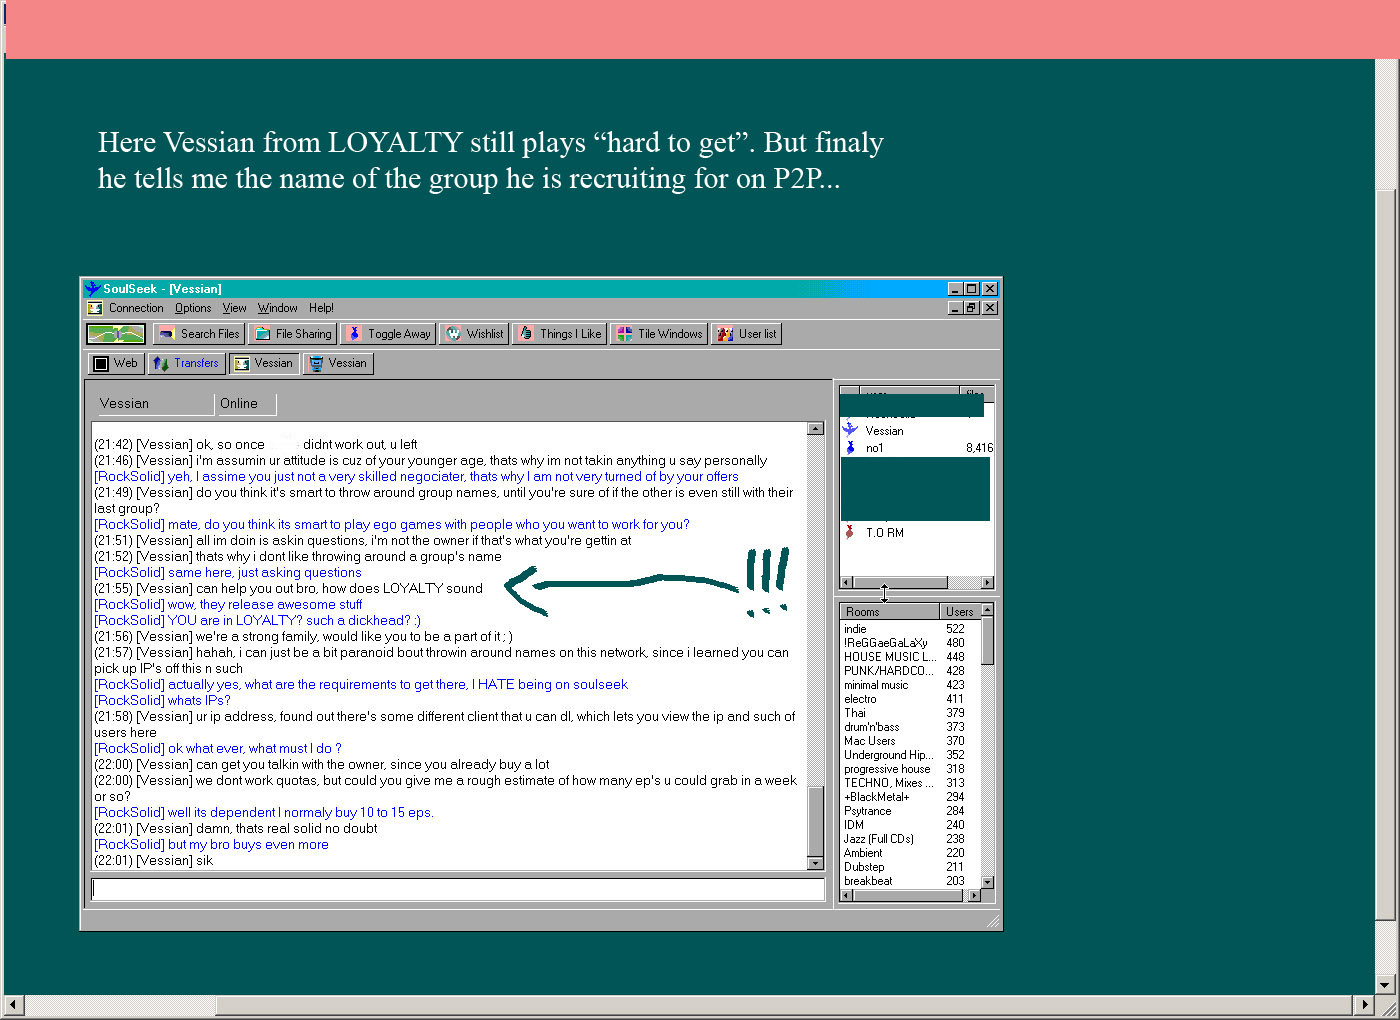 Here Vessian from LOYALTY still plays “hard to get”. But finaly
he tells me the name of the group he is recruiting for on P2P...
SoulSeek - [Vessian]
Connection Options View Window Help!
Search Files File Sharing Toggle Away Wishlist Things I Like Tile Windows User list
Web Transfers Vessian Vessian
Vessian Online
(21:42) [Vessian] ok, so once didnt work out, u left
(21:46) [Vessian] i'm assumin ur attitude is cuz of your younger age, thats why im not takin anything u say personally
[RockSolid] yeh, I assime you just not a very skilled negociater, thats why I am not very turned of by your offers
(21:49) [Vessian] do you think it's smart to throw around group names, until you're sure of if the other is even still with their
last group?
[RockSolid] mate, do you think its smart to play ego games with people who you want to work for you?
(21:51) [Vessian] all im doin is askin questions, i'm not the owner if that's what you're gettin at
(21:52) [Vessian] thats why i dont like throwing around a group's name
[RockSolid] same here, just asking questions
(21:55) [Vessian] can help you out bro, how does LOYALTY sound
[RockSolid] wow, they release awesome stuff
[RockSolid] YOU are in LOYALTY? such a dickhead? :)
(21:56) [Vessian] we're a strong family, would like you to be a part of it ; )
(21:57) [Vessian] hahah, i can just be a bit paranoid bout throwin around names on this network, since i learned you can
pick up IP's off this n such
[RockSolid] actually yes, what are the requirements to get there, I HATE being on soulseek
[RockSolid] whats IPs?
(21:58) [Vessian] ur ip address, found out there's some different client that u can dl, which lets you view the ip and such of
users here
[RockSolid] ok what ever, what must I do ?
(22:00) [Vessian] can get you talkin with the owner, since you already buy a lot
(22:00) [Vessian] we dont work quotas, but could you give me a rough estimate of how many ep's u could grab in a week
or so?
[RockSolid] well its dependent I normaly buy 10 to 15 eps.
(22:01) [Vessian] damn, thats real solid no doubt
[RockSolid] but my bro buys even more
(22:01) [Vessian] sik
!!!
Vessian
no1 8,416
T.O RM
Rooms Users
indie 522
!ReGGaeGaLaXy 480
HOUSE MUSIC L... 448
PUNK/HARDCO... 428
minimal music 423
electro 411
Thai 379
drum'n'bass 373
Mac Users 370
Underground Hip... 352
progressive house 318
TECHNO, Mixes ... 313
+BlackMetal+ 294
Psytrance 284
IDM 240
Jazz (Full CDs) 238
Ambient 220
Dubstep 211
breakbeat 203